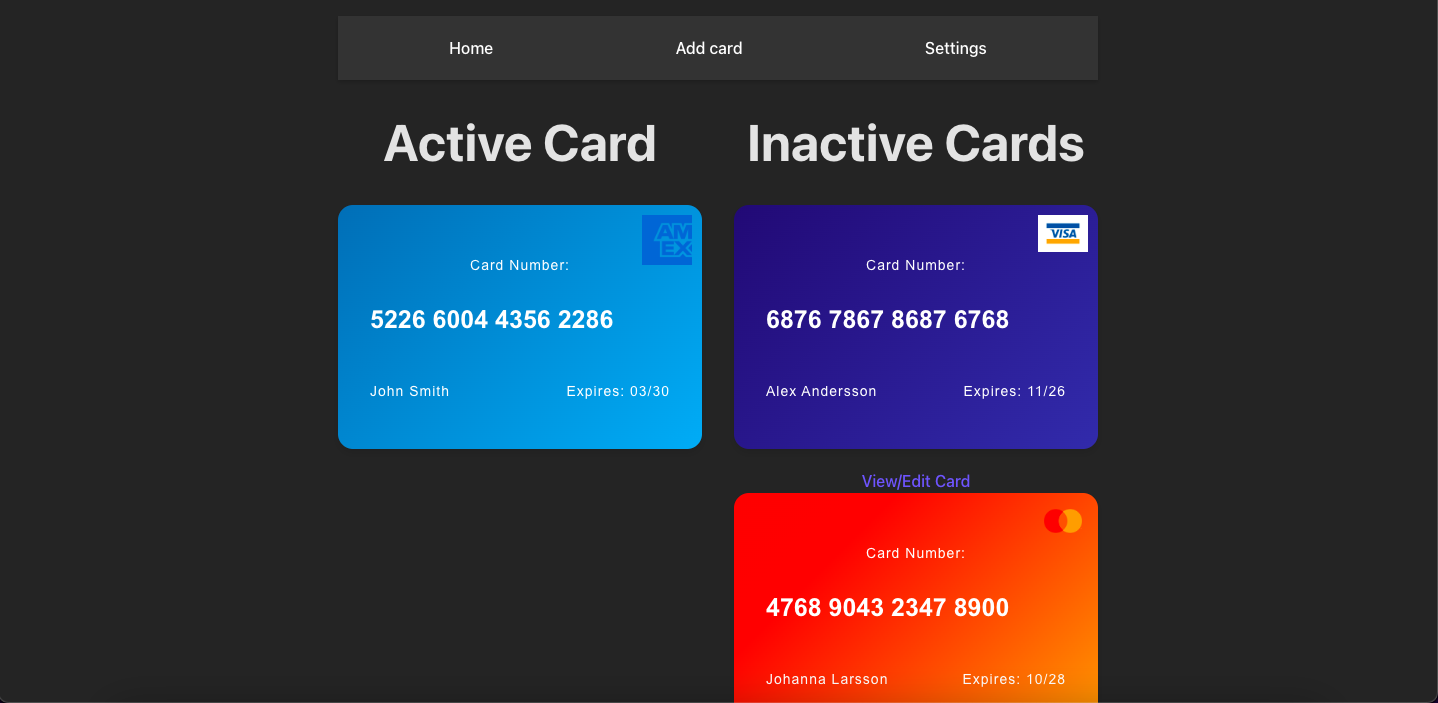 Home Add card Settings
Active Card
Inactive Cards
AM
EX
Card Number:
5226 6004 4356 2286
John Smith Expires: 03/30
VISA
Card Number:
6876 7867 8687 6768
Alex Andersson Expires: 11/26
View/Edit Card
Card Number:
4768 9043 2347 8900
Johanna Larsson Expires: 10/28